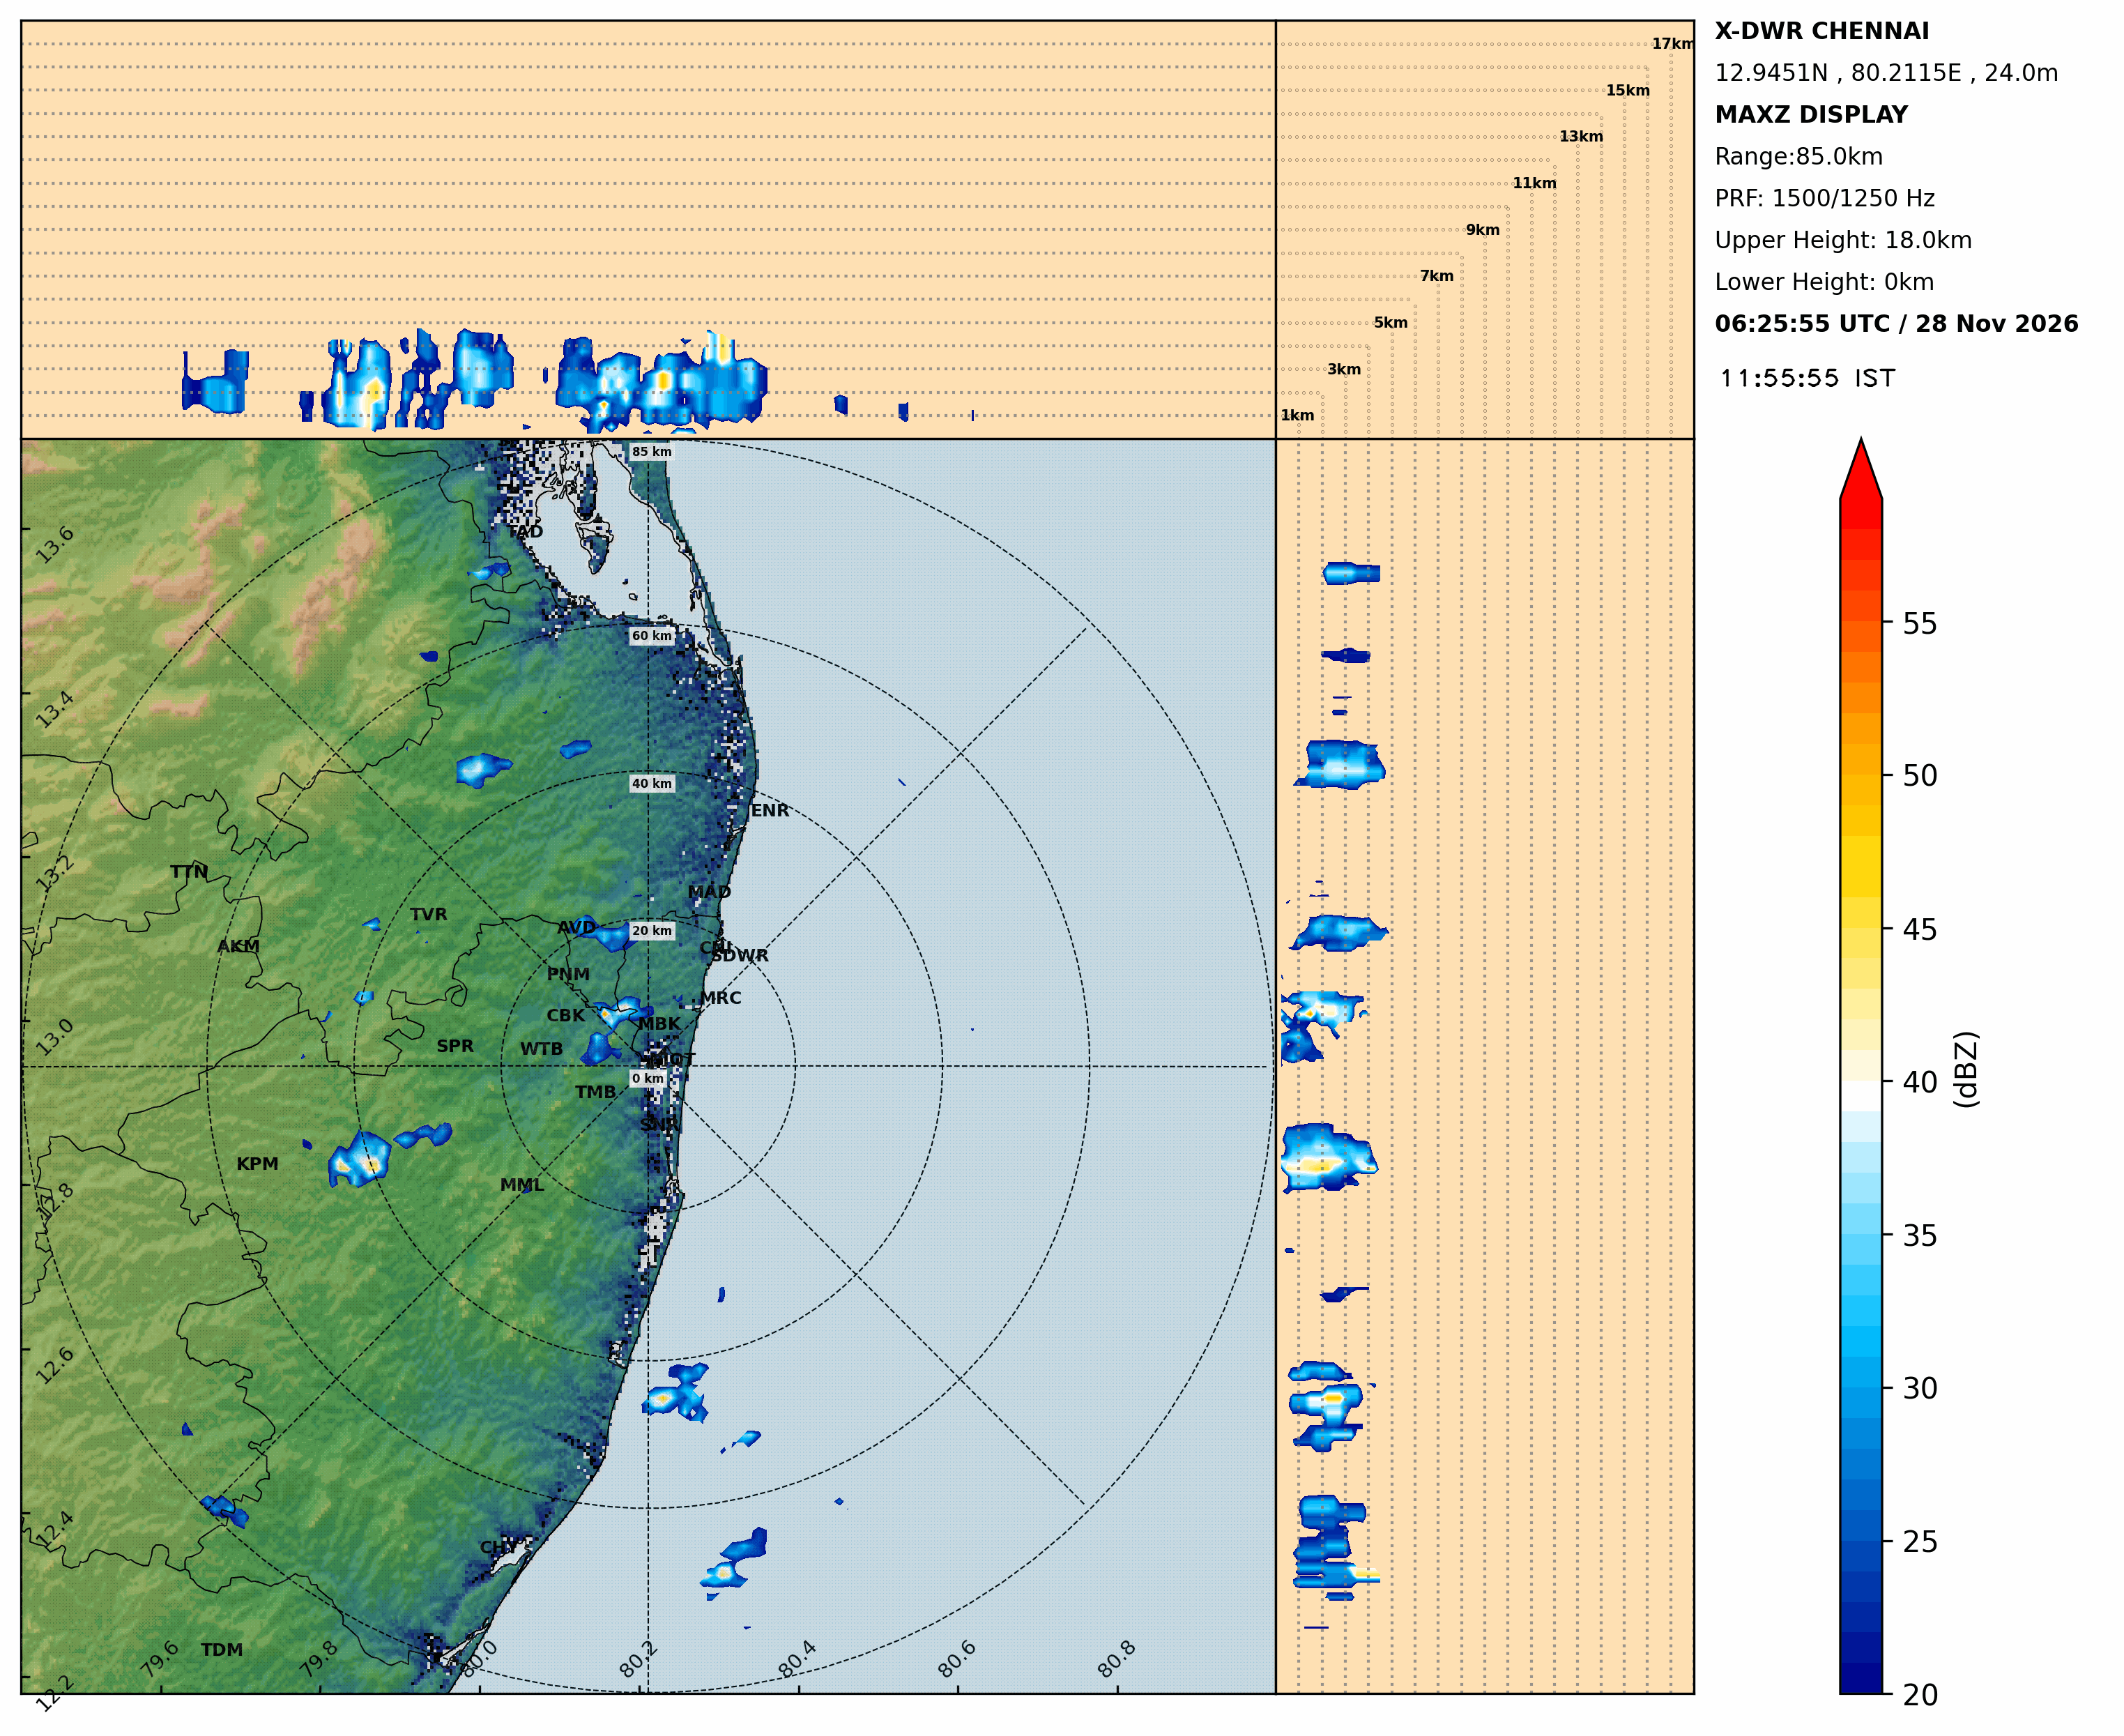 17km
15km
13km
11km
9km
7km
5km
3km
1km
X-DWR CHENNAI
12.9451N , 80.2115E , 24.0m
MAXZ DISPLAY
Range:85.0km
PRF: 1500/1250 Hz
Upper Height: 18.0km
Lower Height: 0km
06:25:55 UTC / 28 Nov 2026
11:55:55 IST
85 km
TAD
13.6
60 km
13.4
40 km
ENR
13.2
TTN
MAD
TVR
AVD
20 km
AKM
CNI
SDWR
PNM
MRC
CBK
MBK
13.0
SPR
WTB
0 km
TMB
SNR
KPM
MML
12.8
12.6
12.4
CHY
TDM
12.2
79.6
79.8
80.0
80.2
80.4
80.6
80.8
55
50
45
40
35
30
25
20
(dBZ)